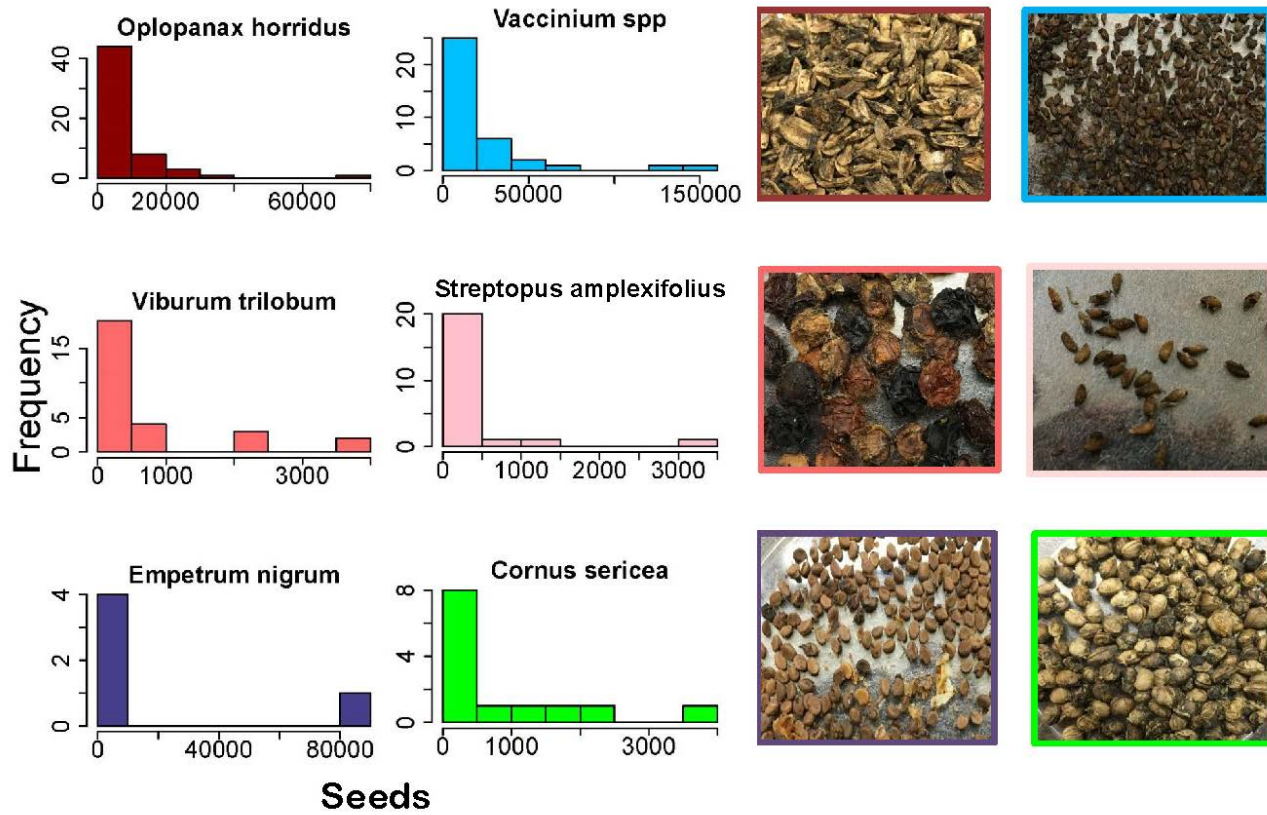 Oplopanax horridus
Vaccinium spp
40
20
0
0 20000 60000
20
10
0
0 50000 150000
Frequency
Viburum trilobum
Streptopus amplexifolius
15
5
0
0 1000 3000
20
10
0
0 1000 2000 3000
Empetrum nigrum
Cornus sericea
4
2
0
0 40000 80000
8
4
0
0 1000 3000
Seeds